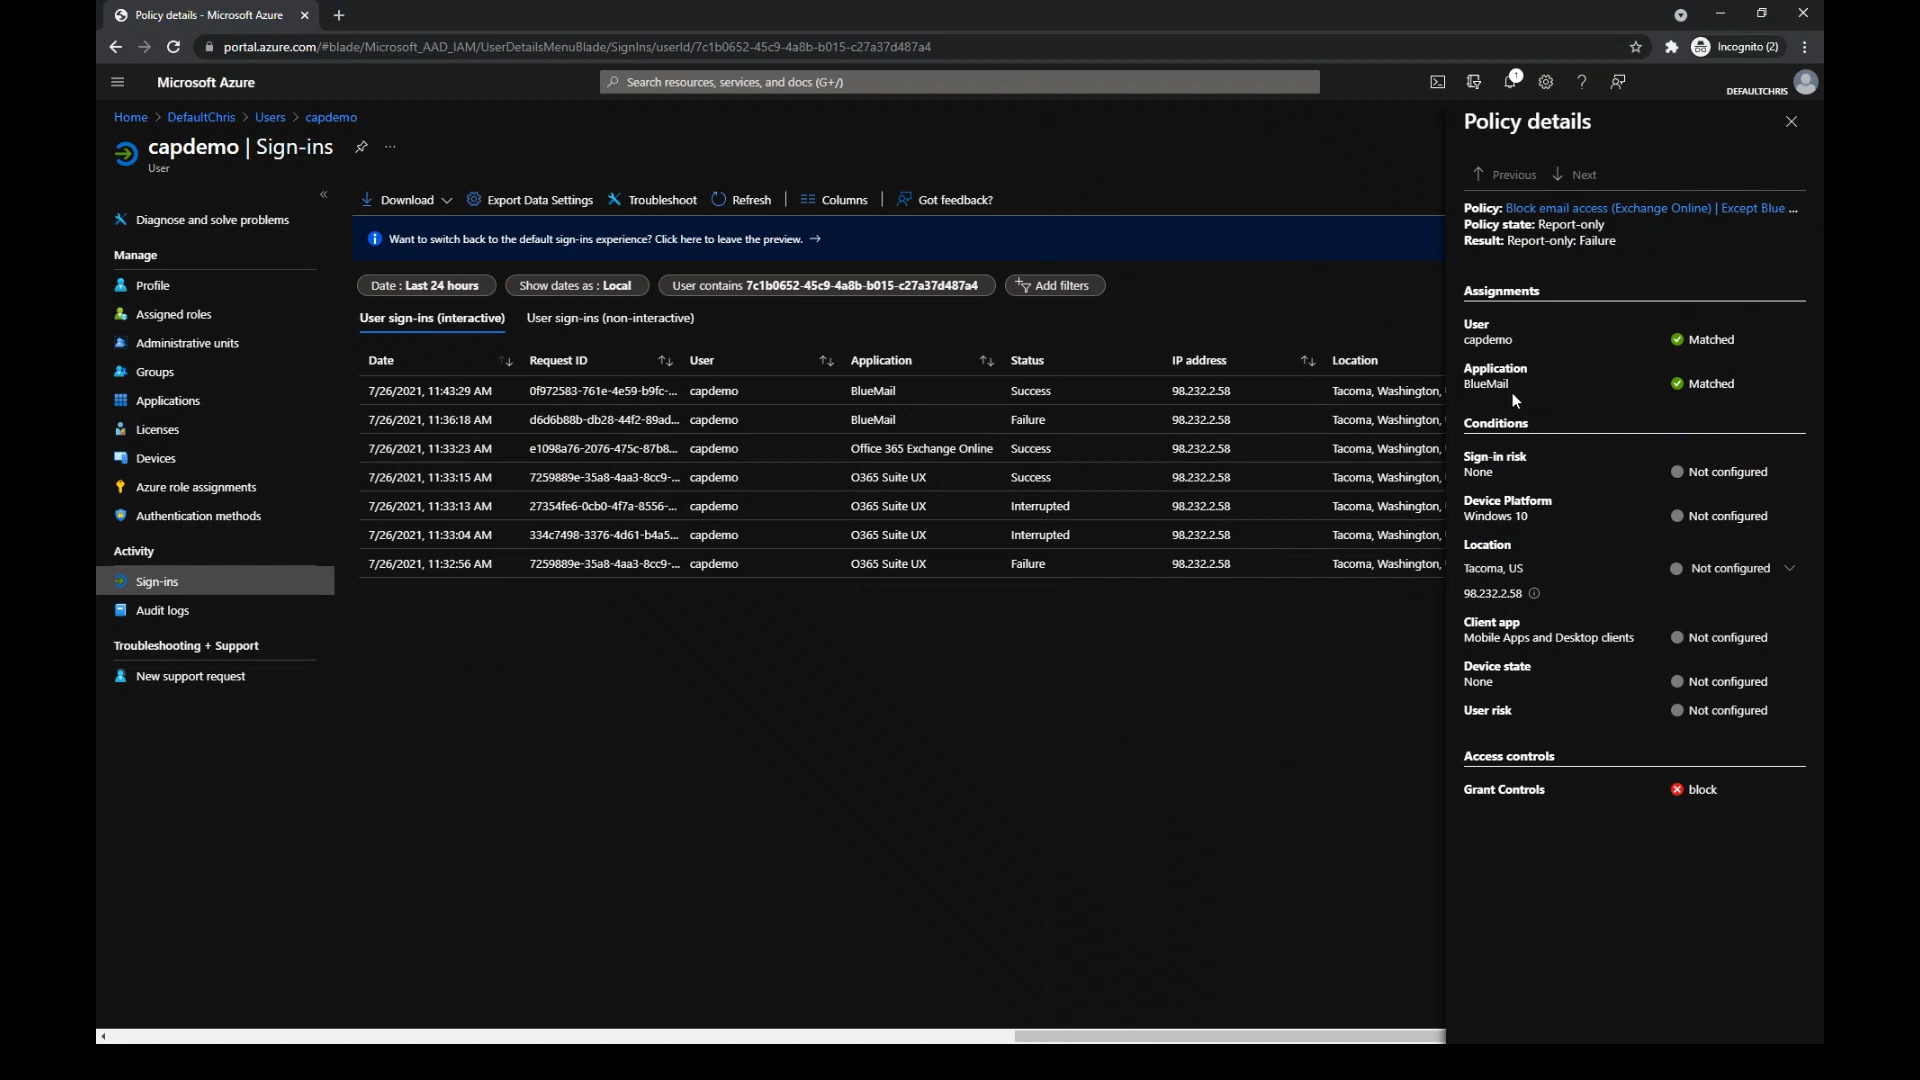 Policy details - Microsoft Azure
portal.azure.com/#blade/Microsoft_AAD_IAM/UserDetailsMenuBlade/SignIns/userId/7c1b0652-45c9-4a8b-b015-c27a37d487a4
Incognito (2)
Microsoft Azure
Search resources, services, and docs (G+/)
1
DEFAULTCHRIS
Home > DefaultChris > Users > capdemo
capdemo | Sign-ins
User
Diagnose and solve problems
Manage
Profile
Assigned roles
Administrative units
Groups
Applications
Licenses
Devices
Azure role assignments
Authentication methods
Activity
Sign-ins
Audit logs
Troubleshooting + Support
New support request
Download Export Data Settings Troubleshoot Refresh | Columns | Got feedback?
Want to switch back to the default sign-ins experience? Click here to leave the preview. →
Date : Last 24 hours Show dates as : Local User contains 7c1b0652-45c9-4a8b-b015-c27a37d487a4 Add filters
User sign-ins (interactive) User sign-ins (non-interactive)
Date Request ID User Application Status IP address Location
7/26/2021, 11:43:29 AM 0f972583-761e-4e59-b9fc-... capdemo BlueMail Success 98.232.2.58 Tacoma, Washington,
7/26/2021, 11:36:18 AM d6d6b88b-db28-44f2-89ad... capdemo BlueMail Failure 98.232.2.58 Tacoma, Washington,
7/26/2021, 11:33:23 AM e1098a76-2076-475c-87b8... capdemo Office 365 Exchange Online Success 98.232.2.58 Tacoma, Washington,
7/26/2021, 11:33:15 AM 7259889e-35a8-4aa3-8cc9-... capdemo O365 Suite UX Success 98.232.2.58 Tacoma, Washington,
7/26/2021, 11:33:13 AM 27354fe6-0cb0-4f7a-8556-... capdemo O365 Suite UX Interrupted 98.232.2.58 Tacoma, Washington,
7/26/2021, 11:33:04 AM 334c7498-3376-4d61-b4a5... capdemo O365 Suite UX Interrupted 98.232.2.58 Tacoma, Washington,
7/26/2021, 11:32:56 AM 7259889e-35a8-4aa3-8cc9-... capdemo O365 Suite UX Failure 98.232.2.58 Tacoma, Washington,
Policy details
Previous Next
Policy: Block email access (Exchange Online) | Except Blue ...
Policy state: Report-only
Result: Report-only: Failure
Assignments
User
capdemo Matched
Application
BlueMail Matched
Conditions
Sign-in risk
None Not configured
Device Platform
Windows 10 Not configured
Location
Tacoma, US Not configured
98.232.2.58
Client app
Mobile Apps and Desktop clients Not configured
Device state
None Not configured
User risk Not configured
Access controls
Grant Controls block